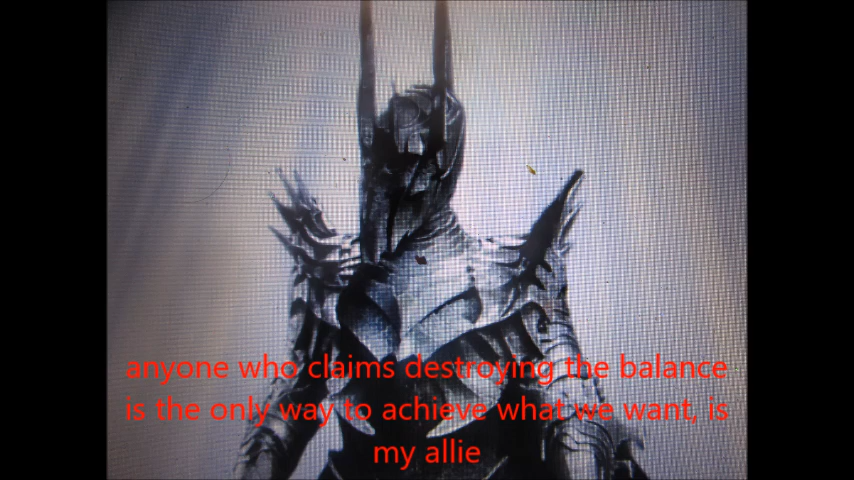 anyone who claims destroying the balance
is the only way to achieve what we want, is
my allie